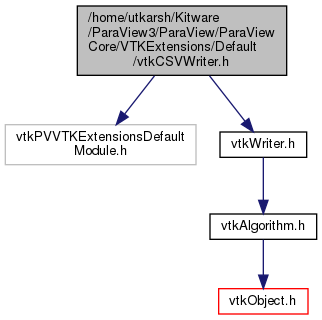 /home/utkarsh/Kitware
/ParaView3/ParaView/ParaView
Core/VTKExtensions/Default
/vtkCSVWriter.h
vtkPVVTKExtensionsDefault
Module.h
vtkWriter.h
vtkAlgorithm.h
vtkObject.h